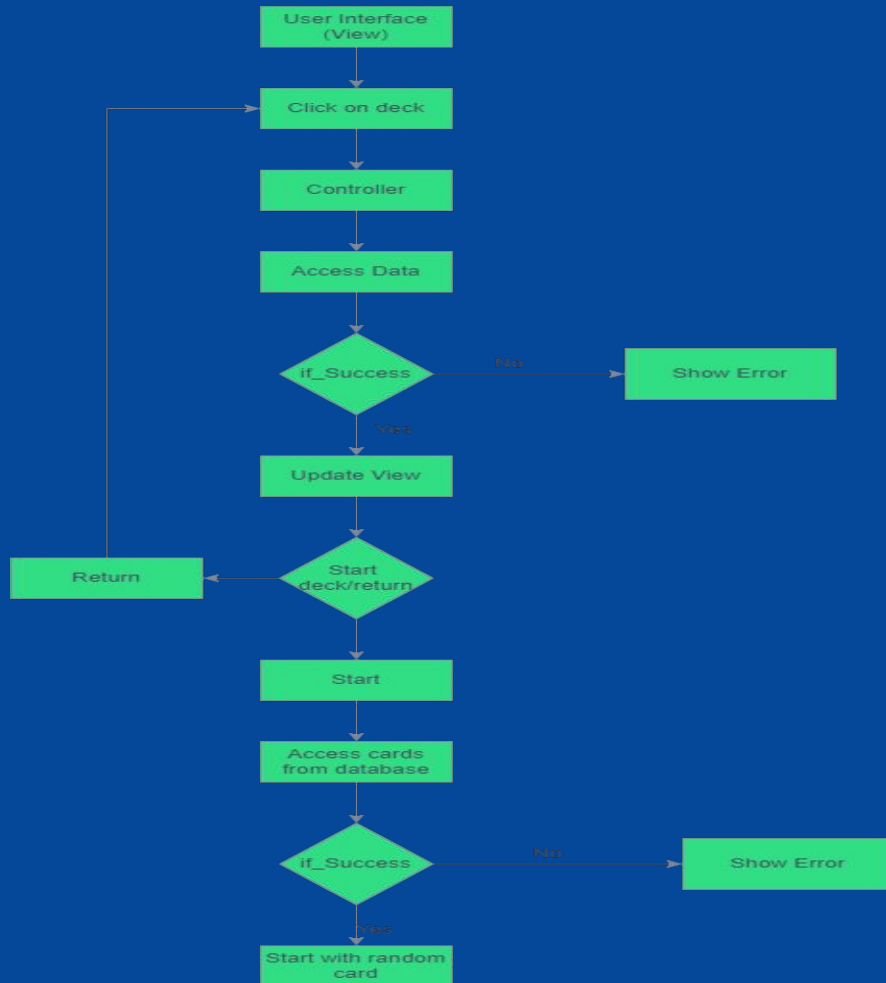 User Interface
(View)
Click on deck
Controller
Access Data
if_Success
No
Show Error
Yes
Update View
Return
Start
deck/return
Start
Access cards
from database
if_Success
No
Show Error
Yes
Start with random
card